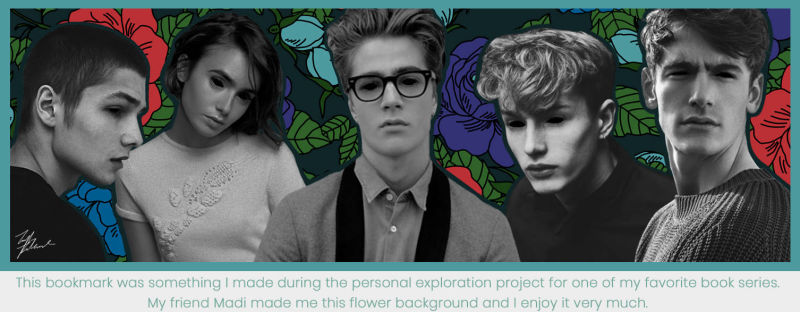 This bookmark was something I made during the personal exploration project for one of my favorite book series.
My friend Madi made me this flower background and I enjoy it very much.